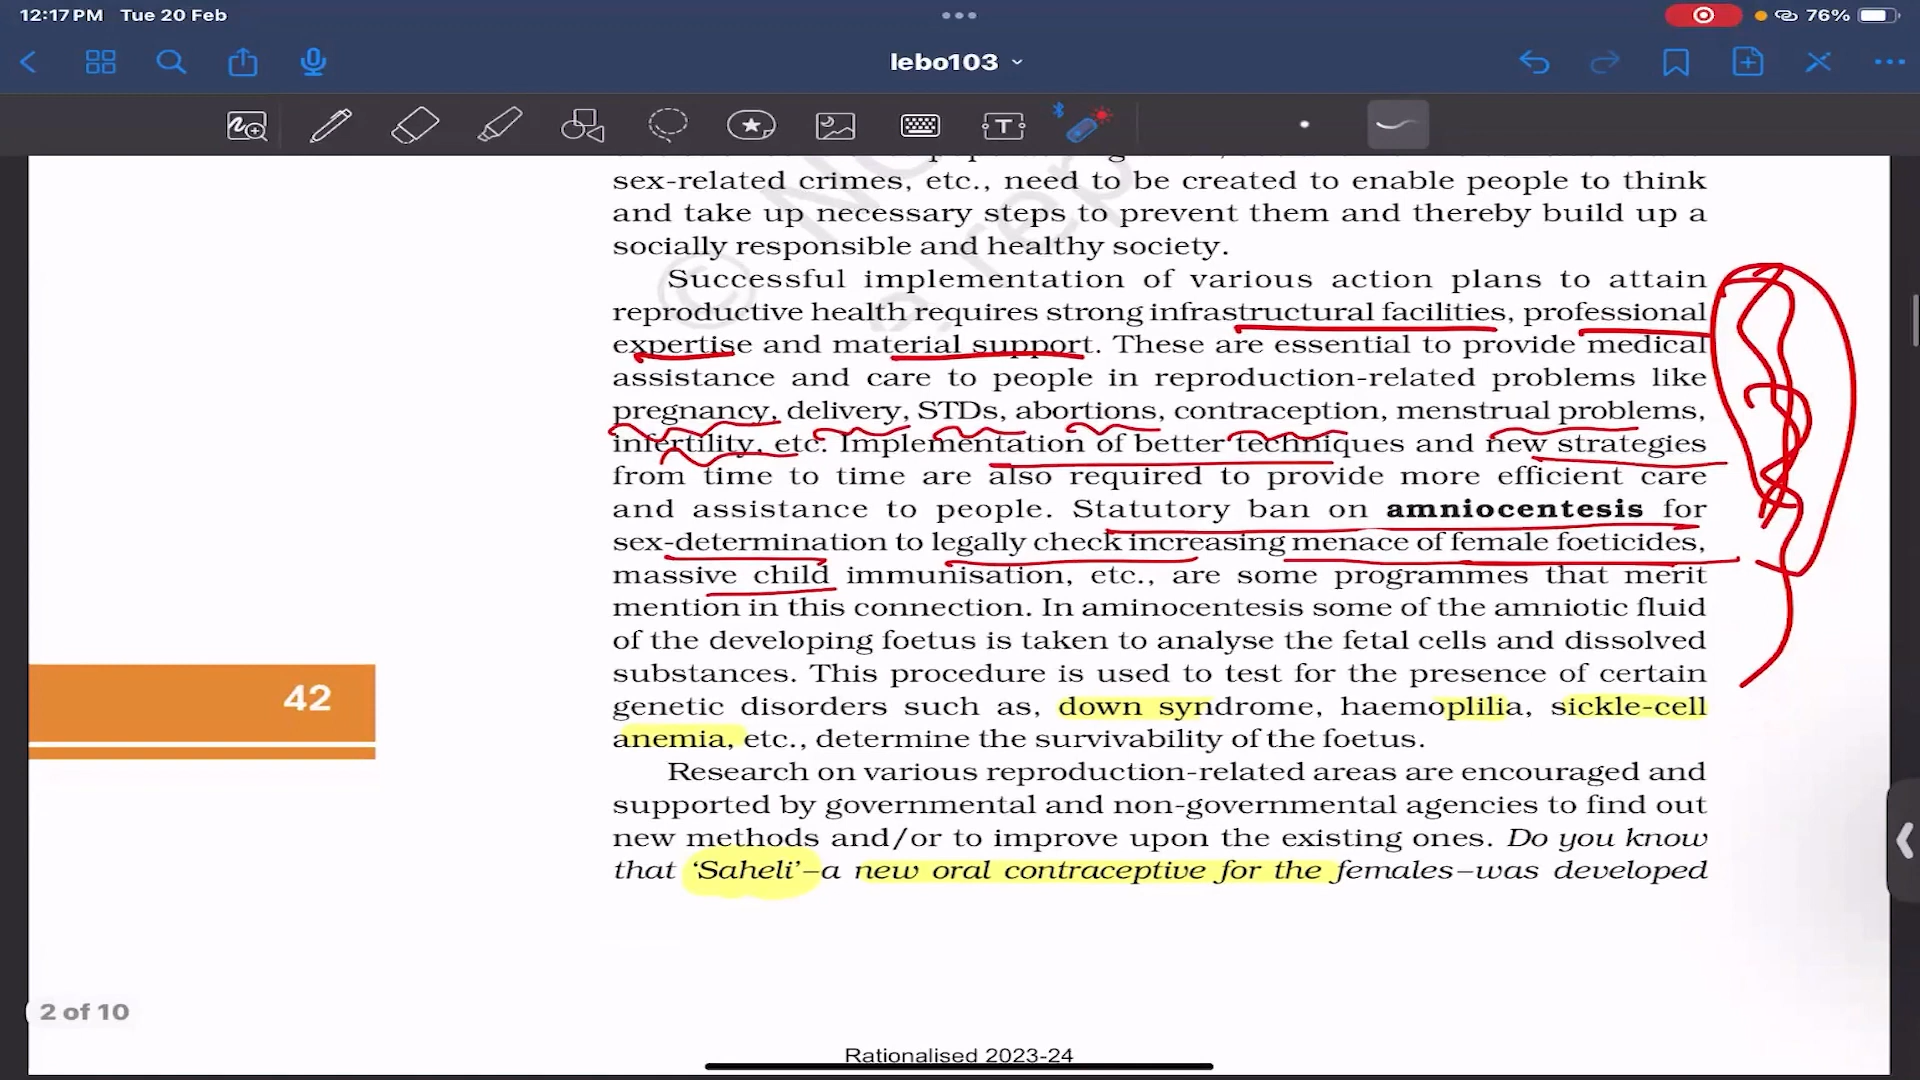 12:17 PM Tue 20 Feb
76%
lebo103
sex-related crimes, etc., need to be created to enable people to think
and take up necessary steps to prevent them and thereby build up a
socially responsible and healthy society.
Successful implementation of various action plans to attain
reproductive health requires strong infrastructural facilities, professional
expertise and material support. These are essential to provide medical
assistance and care to people in reproduction-related problems like
pregnancy, delivery, STDs, abortions, contraception, menstrual problems,
infertility, etc. Implementation of better techniques and new strategies
from time to time are also required to provide more efficient care
and assistance to people. Statutory ban on amniocentesis for
sex-determination to legally check increasing menace of female foeticides,
massive child immunisation, etc., are some programmes that merit
mention in this connection. In aminocentesis some of the amniotic fluid
of the developing foetus is taken to analyse the fetal cells and dissolved
substances. This procedure is used to test for the presence of certain
genetic disorders such as, down syndrome, haemoplilia, sickle-cell
anemia, etc., determine the survivability of the foetus.
42
Research on various reproduction-related areas are encouraged and
supported by governmental and non-governmental agencies to find out
new methods and/or to improve upon the existing ones. Do you know
that ‘Saheli’–a new oral contraceptive for the females–was developed
2 of 10
Rationalised 2023-24